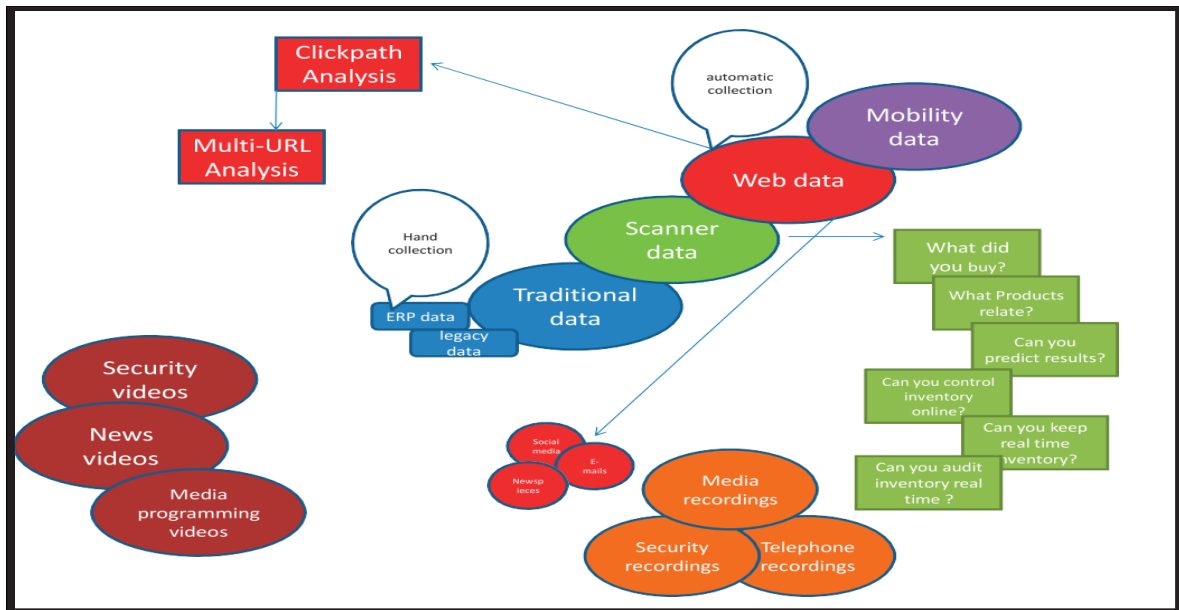 Clickpath
Analysis
Multi-URL
Analysis
automatic
collection
Mobility
data
Web data
Scanner
data
Hand
collection
Traditional
data
ERP data
legacy
data
What did
you buy?
What Products
relate?
Can you
predict results?
Can you control
inventory
online?
Can you keep
real time
inventory?
Can you audit
inventory real
time ?
Security
videos
News
videos
Media
programming
videos
Social
media
E-
mails
Newsp
ieces
Media
recordings
Security
recordings
Telephone
recordings